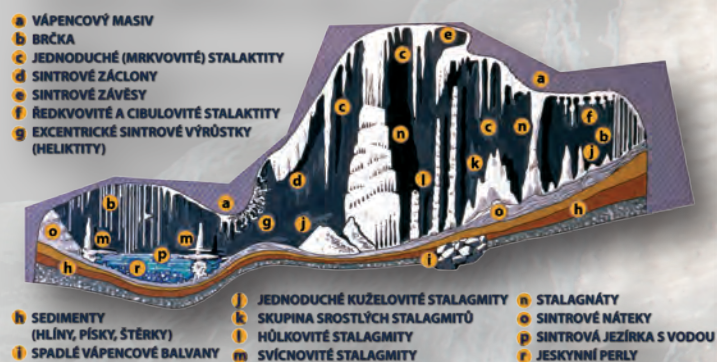 a VÁPENCOVÝ MASIV
b BRČKA
c JEDNODUCHÉ (MRKVOVITÉ) STALAKTITY
d SINTROVÉ ZÁCLONY
e SINTROVÉ ZÁVĚSY
f ŘEDKVOVITÉ A CIBULOVITÉ STALAKTITY
g EXCENTRICKÉ SINTROVÉ VÝRŮSTKY
(HELIKTITY)
e
c
a
c
f
n
c
n
b
j
k
d
l
b
a
g
j
o
h
o
m
m
p
h
r
i
h SEDIMENTY
(HLÍNY, PÍSKY, ŠTĚRKY)
i SPADLÉ VÁPENCOVÉ BALVANY
j JEDNODUCHÉ KUŽELOVITÉ STALAGMITY
k SKUPINA SROSTLÝCH STALAGMITŮ
l HŮLKOVITÉ STALAGMITY
m SVÍCNOVITÉ STALAGMITY
n STALAGNÁTY
o SINTROVÉ NÁTEKY
p SINTROVÁ JEZÍRKA S VODOU
r JESKYNNÍ PERLY